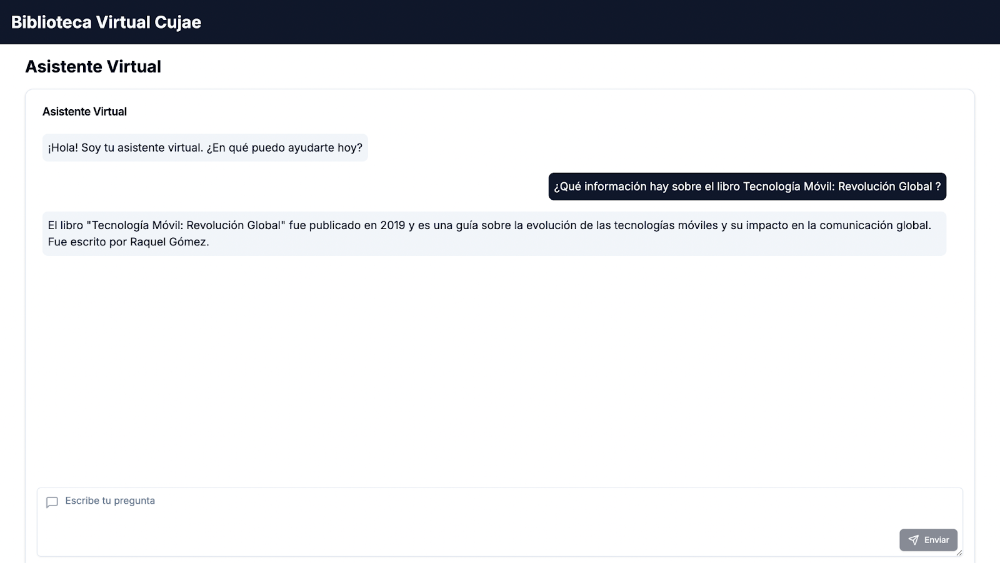 Biblioteca Virtual Cujae
Asistente Virtual
Asistente Virtual
¡Hola! Soy tu asistente virtual. ¿En qué puedo ayudarte hoy?
¿Qué información hay sobre el libro Tecnología Móvil: Revolución Global ?
El libro "Tecnología Móvil: Revolución Global" fue publicado en 2019 y es una guía sobre la evolución de las tecnologías móviles y su impacto en la comunicación global.
Fue escrito por Raquel Gómez.
Escribe tu pregunta
Enviar